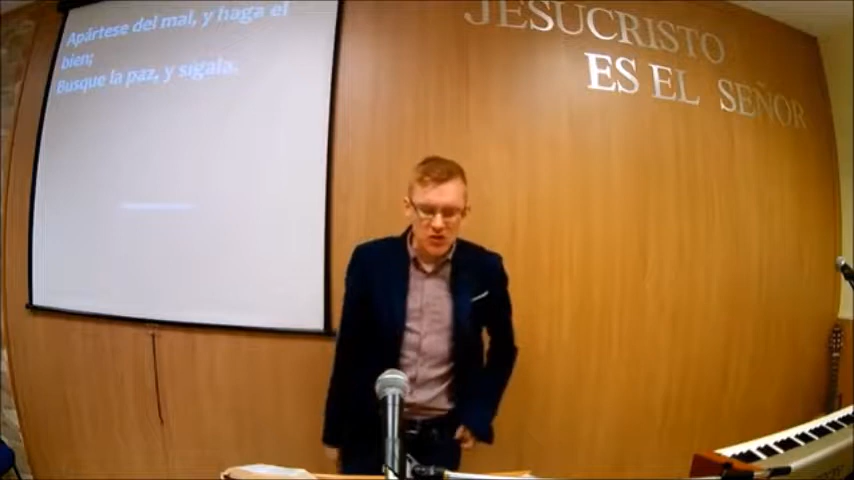 Apártese del mal, y haga el
bien;
Busque la paz, y sígala.
JESUCRISTO
Es EL SEÑOR